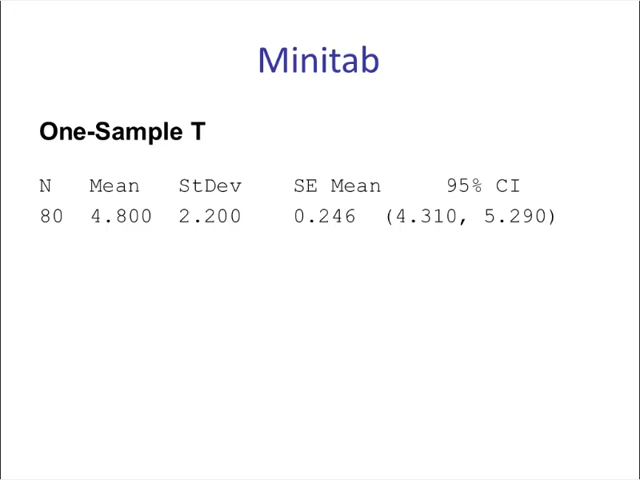 Minitab
One-Sample T
N Mean StDev SE Mean 95% CI
80 4.800 2.200 0.246 (4.310, 5.290)